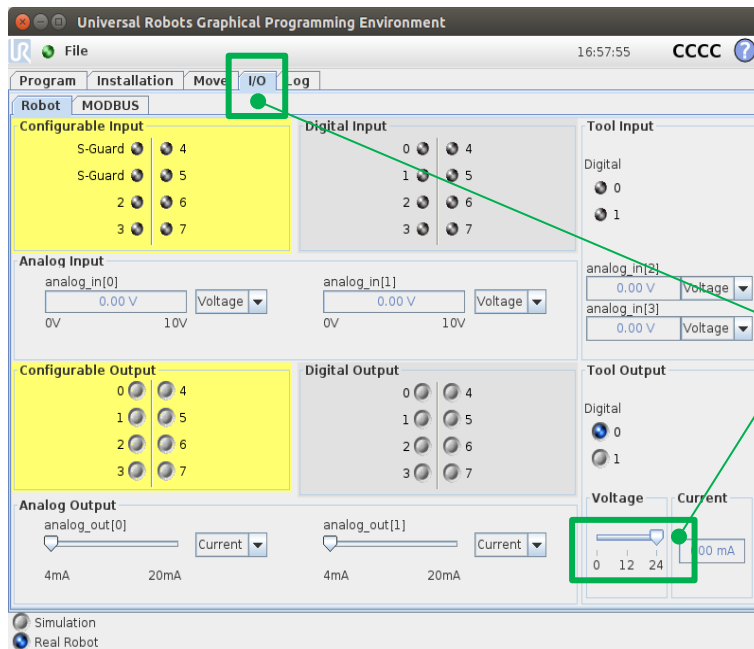 Universal Robots Graphical Programming Environment
UR File 16:57:55 CCCC ?
Program Installation Move I/O Log
Robot MODBUS
Configurable Input Digital Input Tool Input
S-Guard 4 0 4 Digital
S-Guard 5 1 5 0
2 6 2 6 1
3 7 3 7
Analog Input
analog_in[0] analog_in[1] analog_in[2]
0.00 V Voltage 0.00 V Voltage 0.00 V Voltage
0V 10V 0V 10V analog_in[3]
0.00 V Voltage
Configurable Output Digital Output Tool Output
0 4 0 4 Digital
1 5 1 5 0
2 6 2 6 1
3 7 3 7
Analog Output Voltage Current
analog_out[0] analog_out[1]
Current Current 000 mA
4mA 20mA 4mA 20mA 0 12 24
Simulation
Real Robot